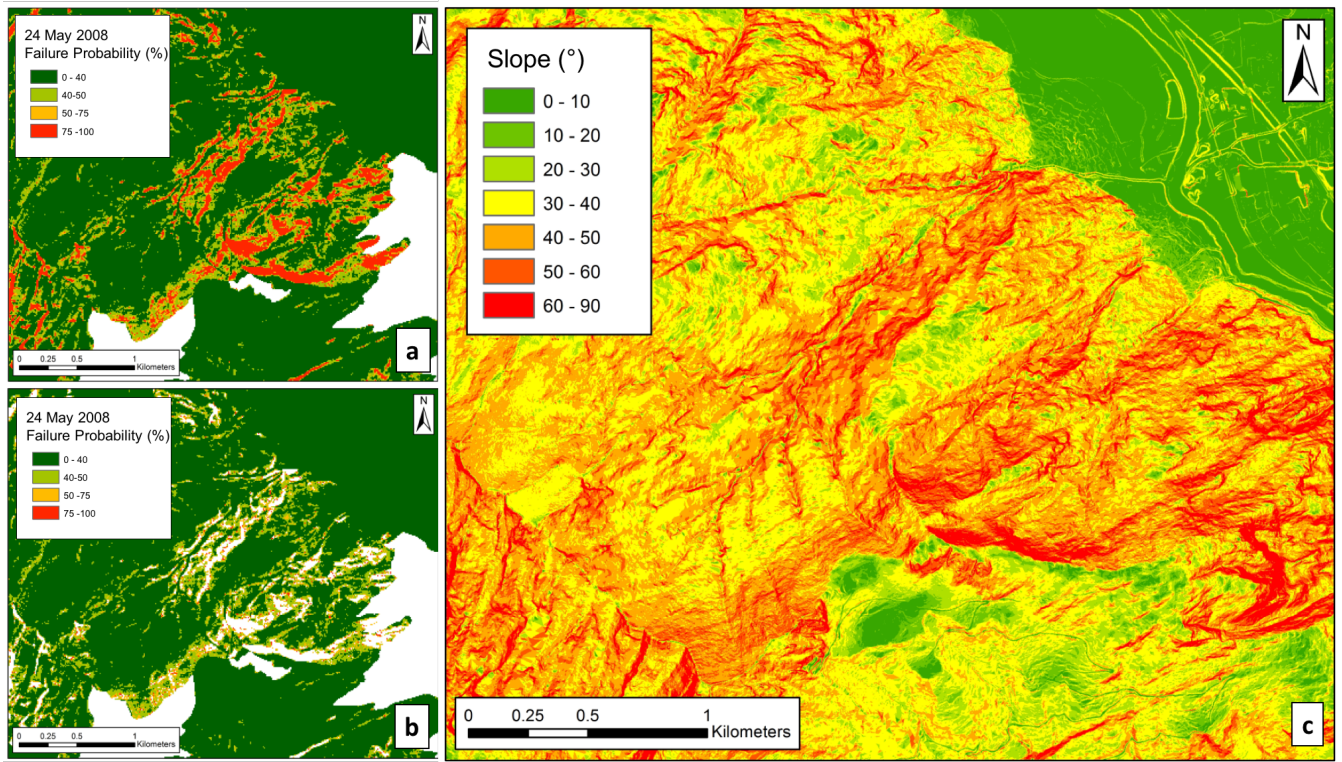 24 May 2008
Failure Probability (%)
0 - 40
40-50
50 -75
75 -100
N
0 0.25 0.5 1
Kilometers
a
24 May 2008
Failure Probability (%)
0 - 40
40-50
50 -75
75 -100
N
0 0.25 0.5 1
Kilometers
b
Slope (°)
0 - 10
10 - 20
20 - 30
30 - 40
40 - 50
50 - 60
60 - 90
N
0 0.25 0.5 1
Kilometers
c